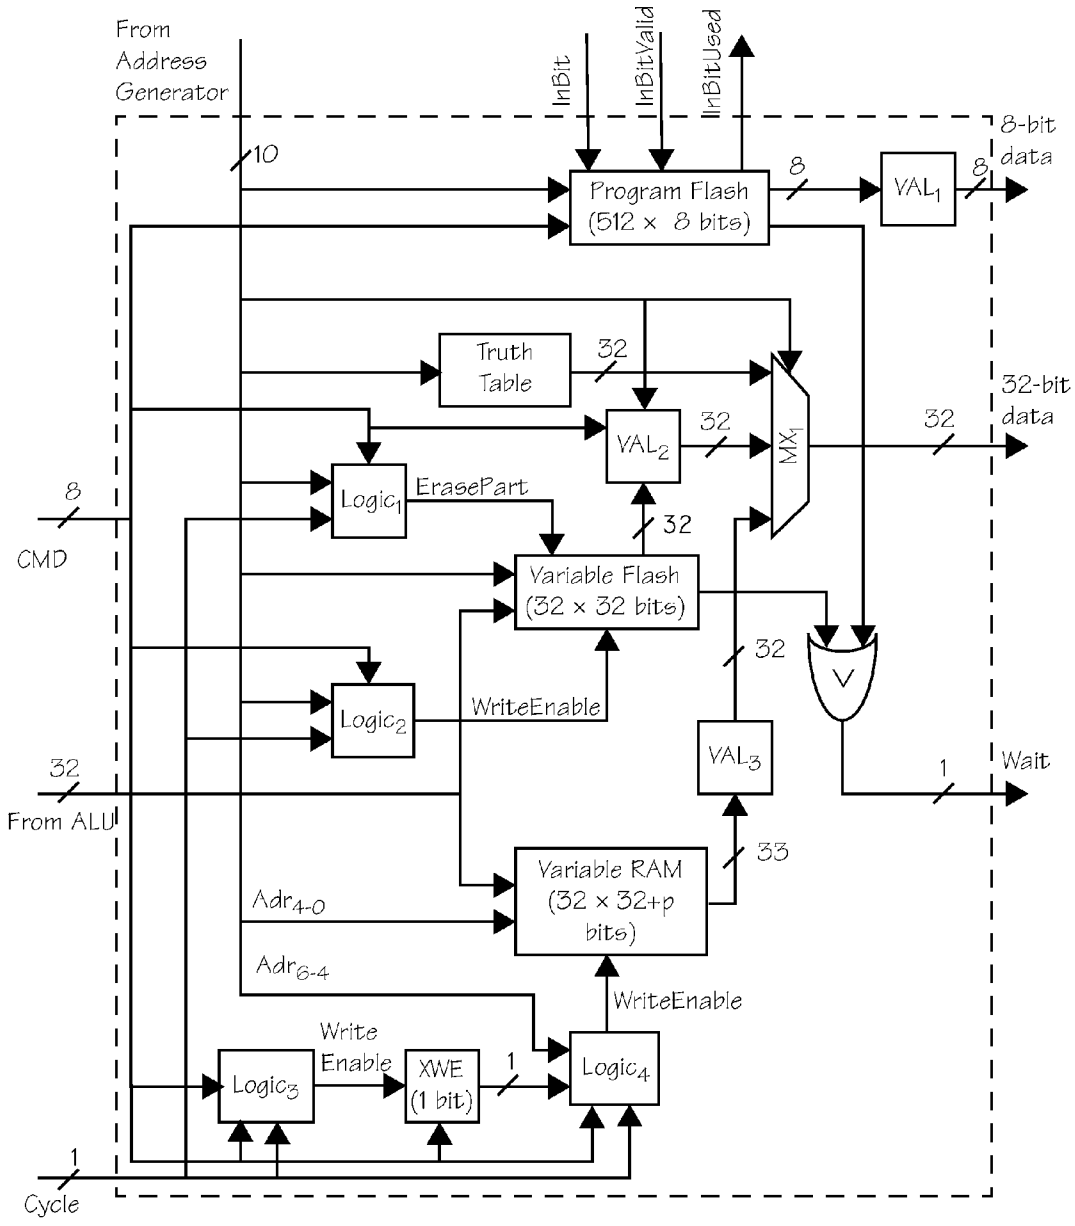 From
Address
Generator
10
InBit
InBitValid
InBitUsed
Program Flash
(512 × 8 bits)
8
VAL1
8
8-bit
data
Truth
Table
32
VAL2
32
MX1
32
32-bit
data
8
CMD
Logic1
ErasePart
32
Variable Flash
(32 × 32 bits)
32
V
Logic2
WriteEnable
VAL3
1
Wait
32
From ALU
33
Variable RAM
(32 × 32+p
bits)
Adr4-0
Adr6-4
WriteEnable
Logic3
Write
Enable
XWE
(1 bit)
1
Logic4
1
Cycle